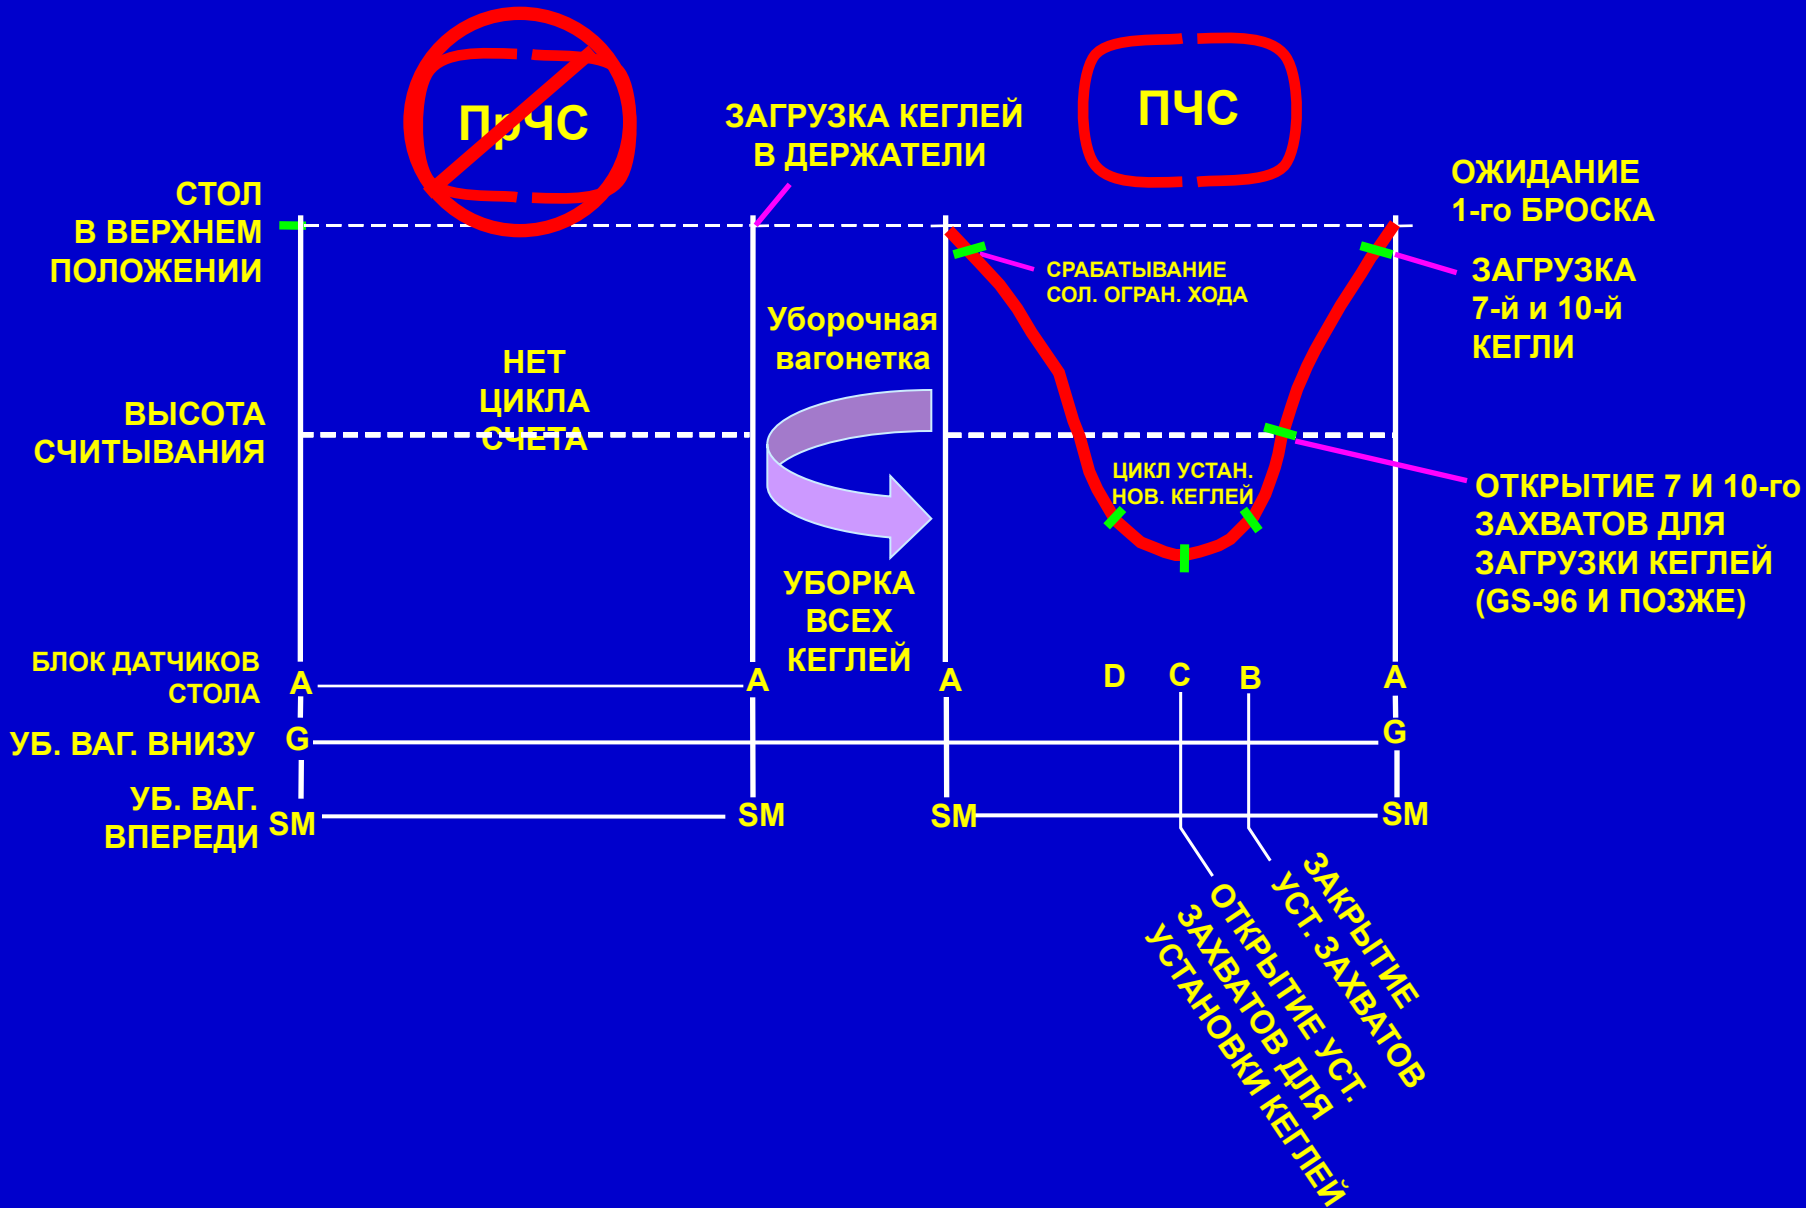 ПрЧС
ПЧС
ЗАГРУЗКА КЕГЛЕЙ
В ДЕРЖАТЕЛИ
СТОЛ
В ВЕРХНЕМ
ПОЛОЖЕНИИ
ОЖИДАНИЕ
1-го БРОСКА
СРАБАТЫВАНИЕ
СОЛ. ОГРАН. ХОДА
ЗАГРУЗКА
7-й и 10-й
КЕГЛИ
Уборочная
вагонетка
НЕТ
ЦИКЛА
СЧЕТА
ВЫСОТА
СЧИТЫВАНИЯ
ЦИКЛ УСТАН.
НОВ. КЕГЛЕЙ
ОТКРЫТИЕ 7 И 10-го
ЗАХВАТОВ ДЛЯ
ЗАГРУЗКИ КЕГЛЕЙ
(GS-96 И ПОЗЖЕ)
УБОРКА
ВСЕХ
КЕГЛЕЙ
БЛОК ДАТЧИКОВ
СТОЛА
A A A D C B A
УБ. ВАГ. ВНИЗУ G G
УБ. ВАГ.
ВПЕРЕДИ
SM SM SM SM
ЗАКРЫТИЕ
УСТ. ЗАХВАТОВ
ОТКРЫТИЕ УСТ.
ЗАХВАТОВ ДЛЯ
УСТАНОВКИ КЕГЛЕЙ